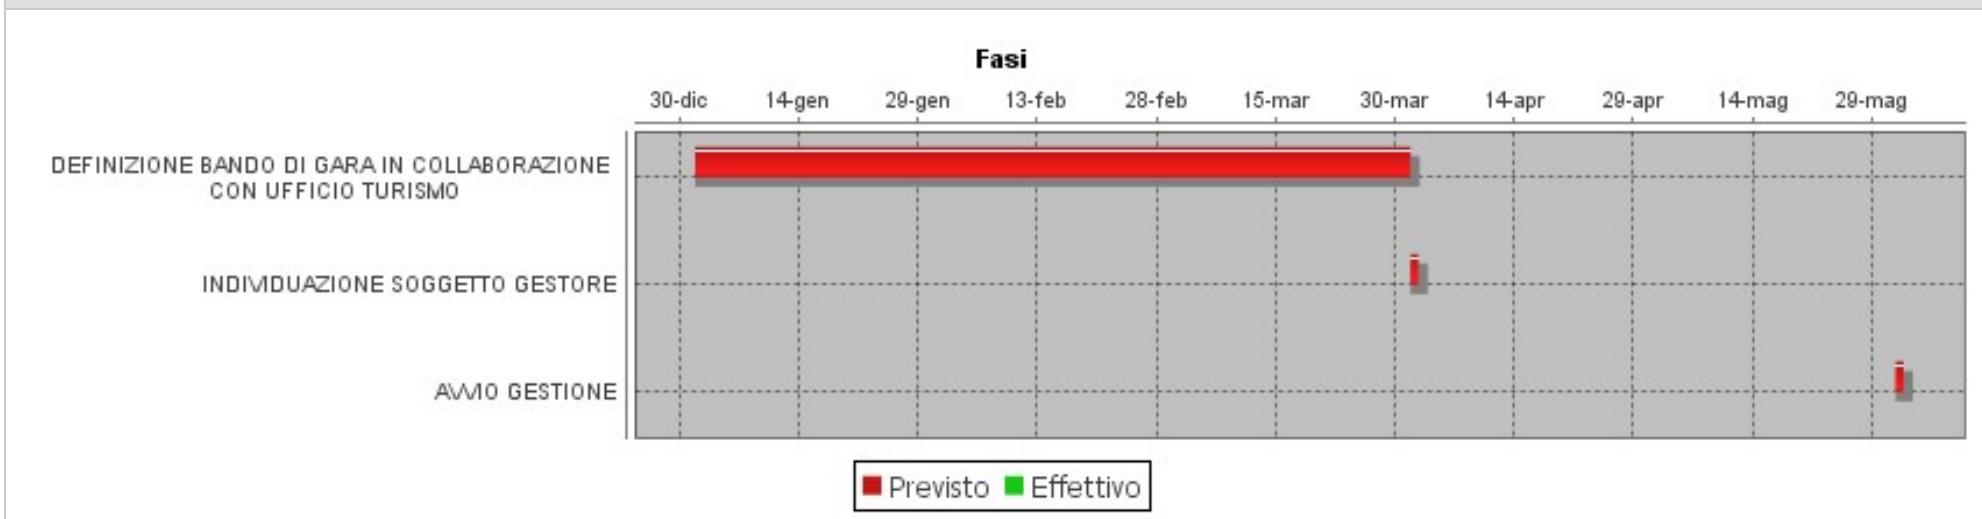 Fasi
30-dic 14-gen 29-gen 13-feb 28-feb 15-mar 30-mar 14-apr 29-apr 14-mag 29-mag
DEFINIZIONE BANDO DI GARA IN COLLABORAZIONE
CON UFFICIO TURISMO
INDIVIDUAZIONE SOGGETTO GESTORE
AVVIO GESTIONE
Previsto Effettivo